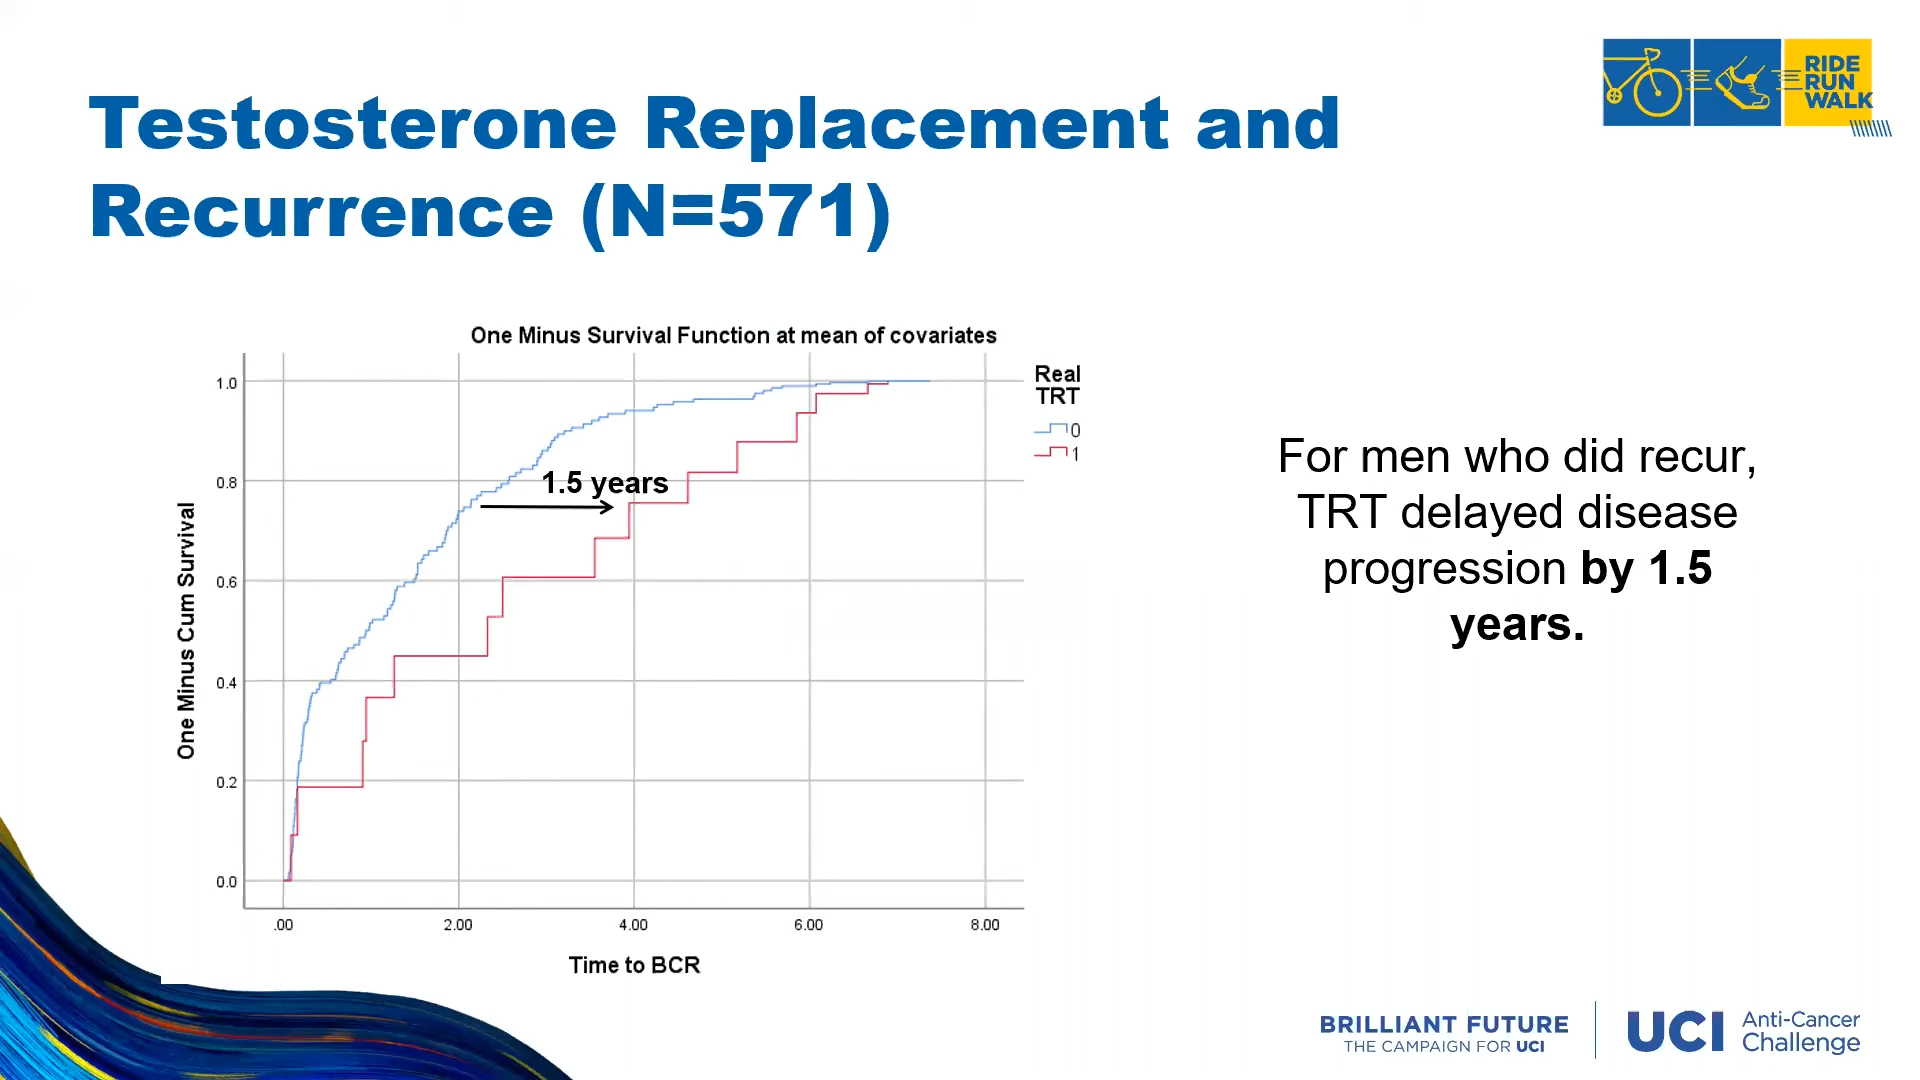 RIDE
RUN
WALK
Testosterone Replacement and
Recurrence (N=571)
One Minus Survival Function at mean of covariates
Real
TRT
0
1
1.0
0.8
0.6
0.4
0.2
0.0
One Minus Cum Survival
1.5 years
.00 2.00 4.00 6.00 8.00
Time to BCR
For men who did recur,
TRT delayed disease
progression by 1.5
years.
BRILLIANT FUTURE
THE CAMPAIGN FOR UCI
UCI Anti-Cancer
Challenge